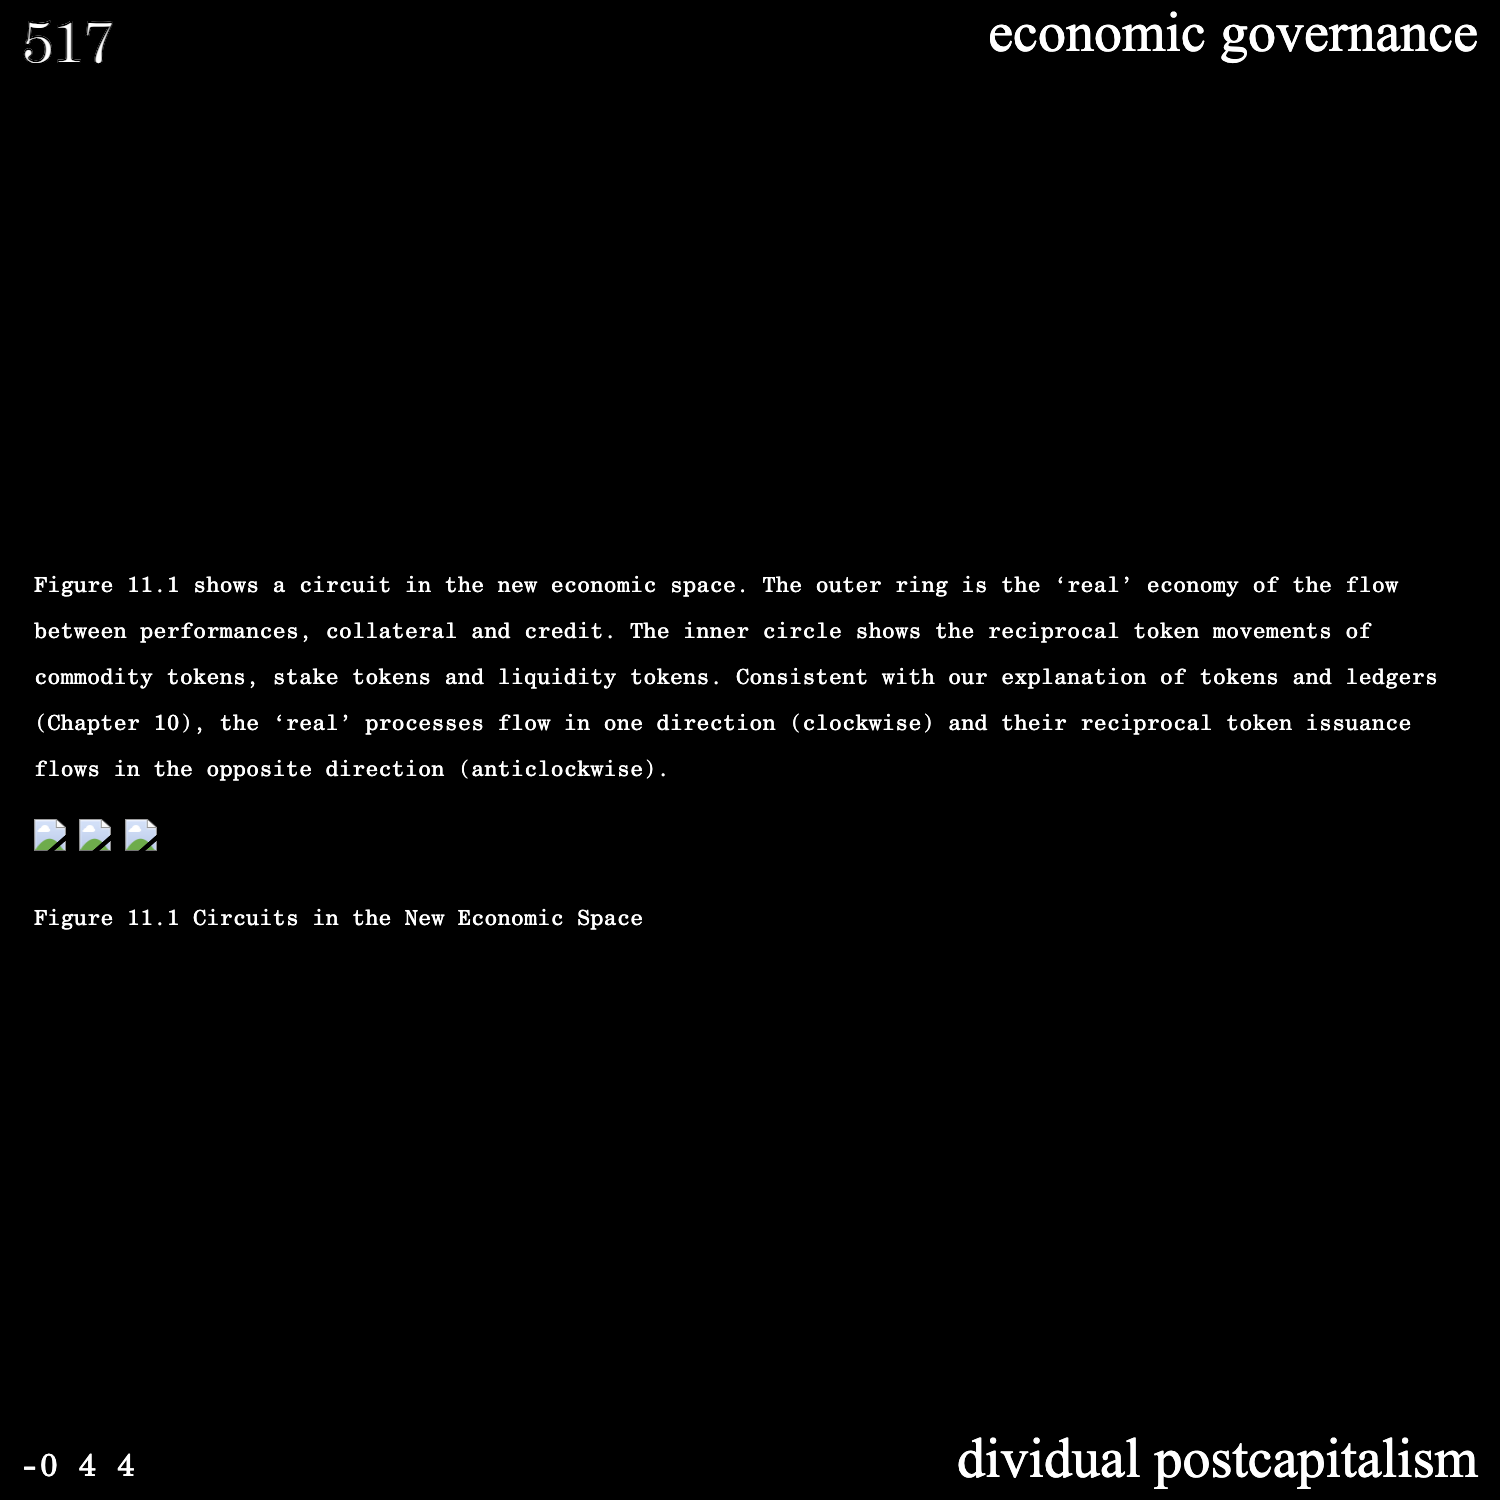 517
economic governance
Figure 11.1 shows a circuit in the new economic space. The outer ring is the ‘real’ economy of the flow
between performances, collateral and credit. The inner circle shows the reciprocal token movements of
commodity tokens, stake tokens and liquidity tokens. Consistent with our explanation of tokens and ledgers
(Chapter 10), the ‘real’ processes flow in one direction (clockwise) and their reciprocal token issuance
flows in the opposite direction (anticlockwise).
Figure 11.1 Circuits in the New Economic Space
-0 4 4
dividual postcapitalism